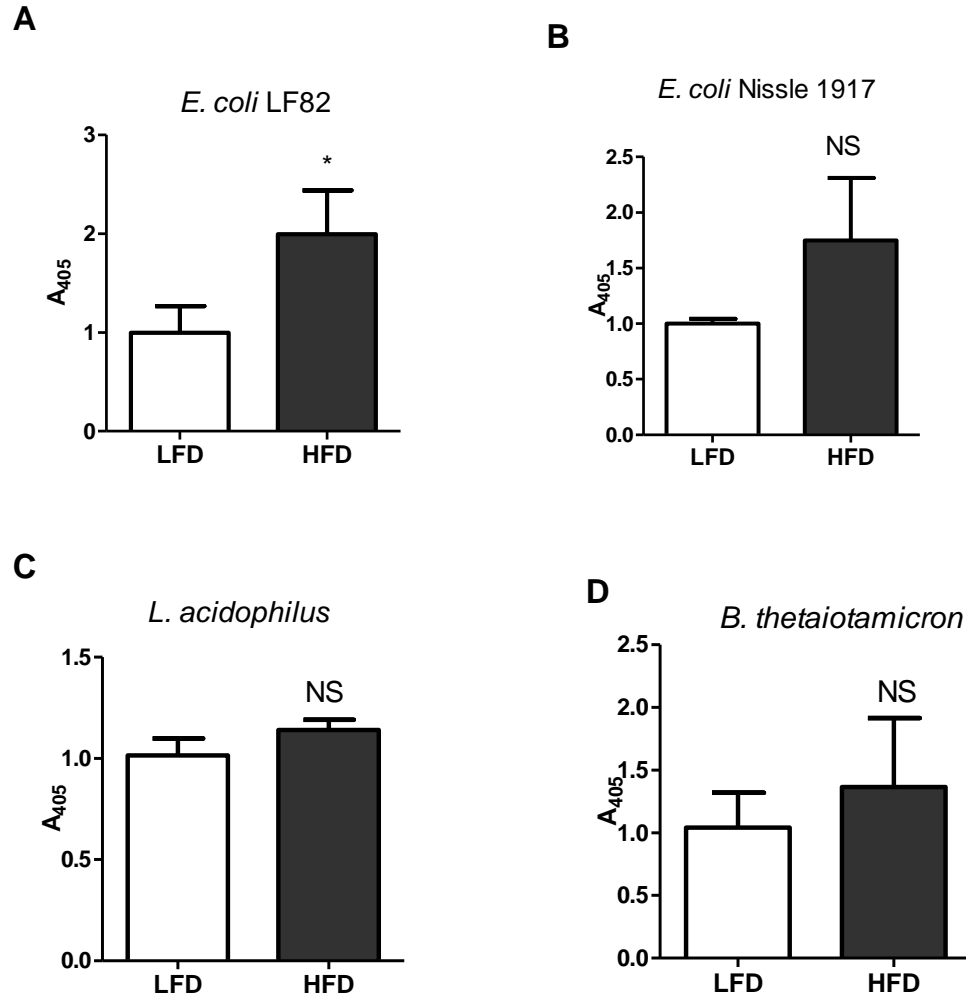 A
E. coli LF82
3
2
1
0
A405
*
LFD HFD
B
E. coli Nissle 1917
2.5
2.0
1.5
1.0
0.5
0.0
A405
NS
LFD HFD
C
L. acidophilus
1.5
1.0
0.5
0.0
A405
NS
LFD HFD
D
B. thetaiotamicron
2.5
2.0
1.5
1.0
0.5
0.0
A405
NS
LFD HFD